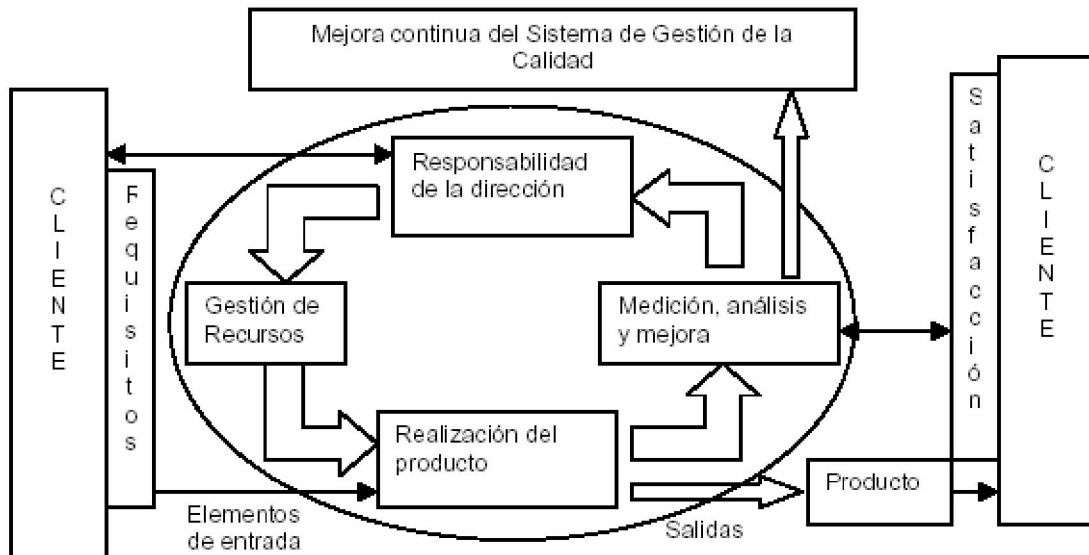 Mejora continua del Sistema de Gestión de la
Calidad
CLIENTE
Requisitos
Responsabilidad
de la dirección
Gestión de
Recursos
Medición, análisis
y mejora
Realización del
producto
Elementos
de entrada
Salidas
Producto
Satisfacción
CLIENTE